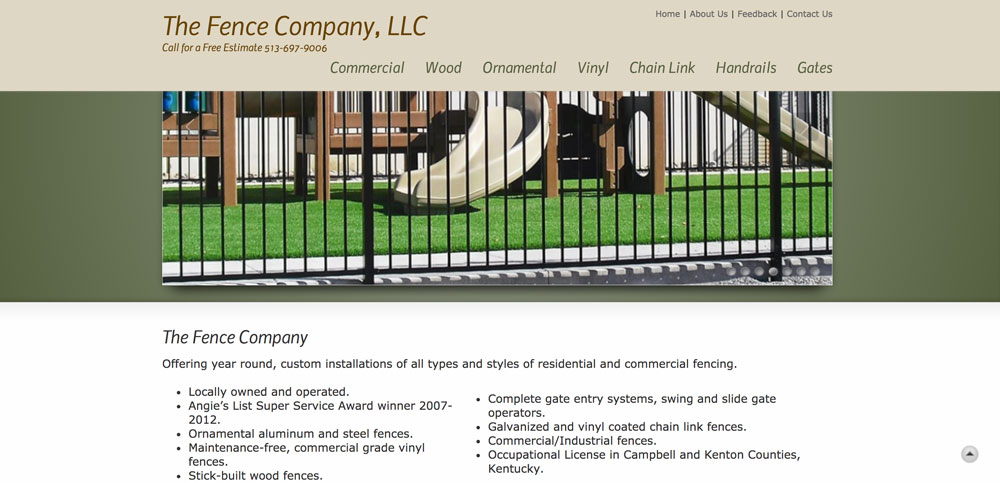 The Fence Company, LLC
Call for a Free Estimate 513-697-9006
Home | About Us | Feedback | Contact Us
Commercial Wood Ornamental Vinyl Chain Link Handrails Gates
The Fence Company
Offering year round, custom installations of all types and styles of residential and commercial fencing.
• Locally owned and operated.
• Angie's List Super Service Award winner 2007-
2012.
• Ornamental aluminum and steel fences.
• Maintenance-free, commercial grade vinyl
fences.
• Stick-built wood fences.
• Complete gate entry systems, swing and slide gate
operators.
• Galvanized and vinyl coated chain link fences.
• Commercial/Industrial fences.
• Occupational License in Campbell and Kenton Counties,
Kentucky.